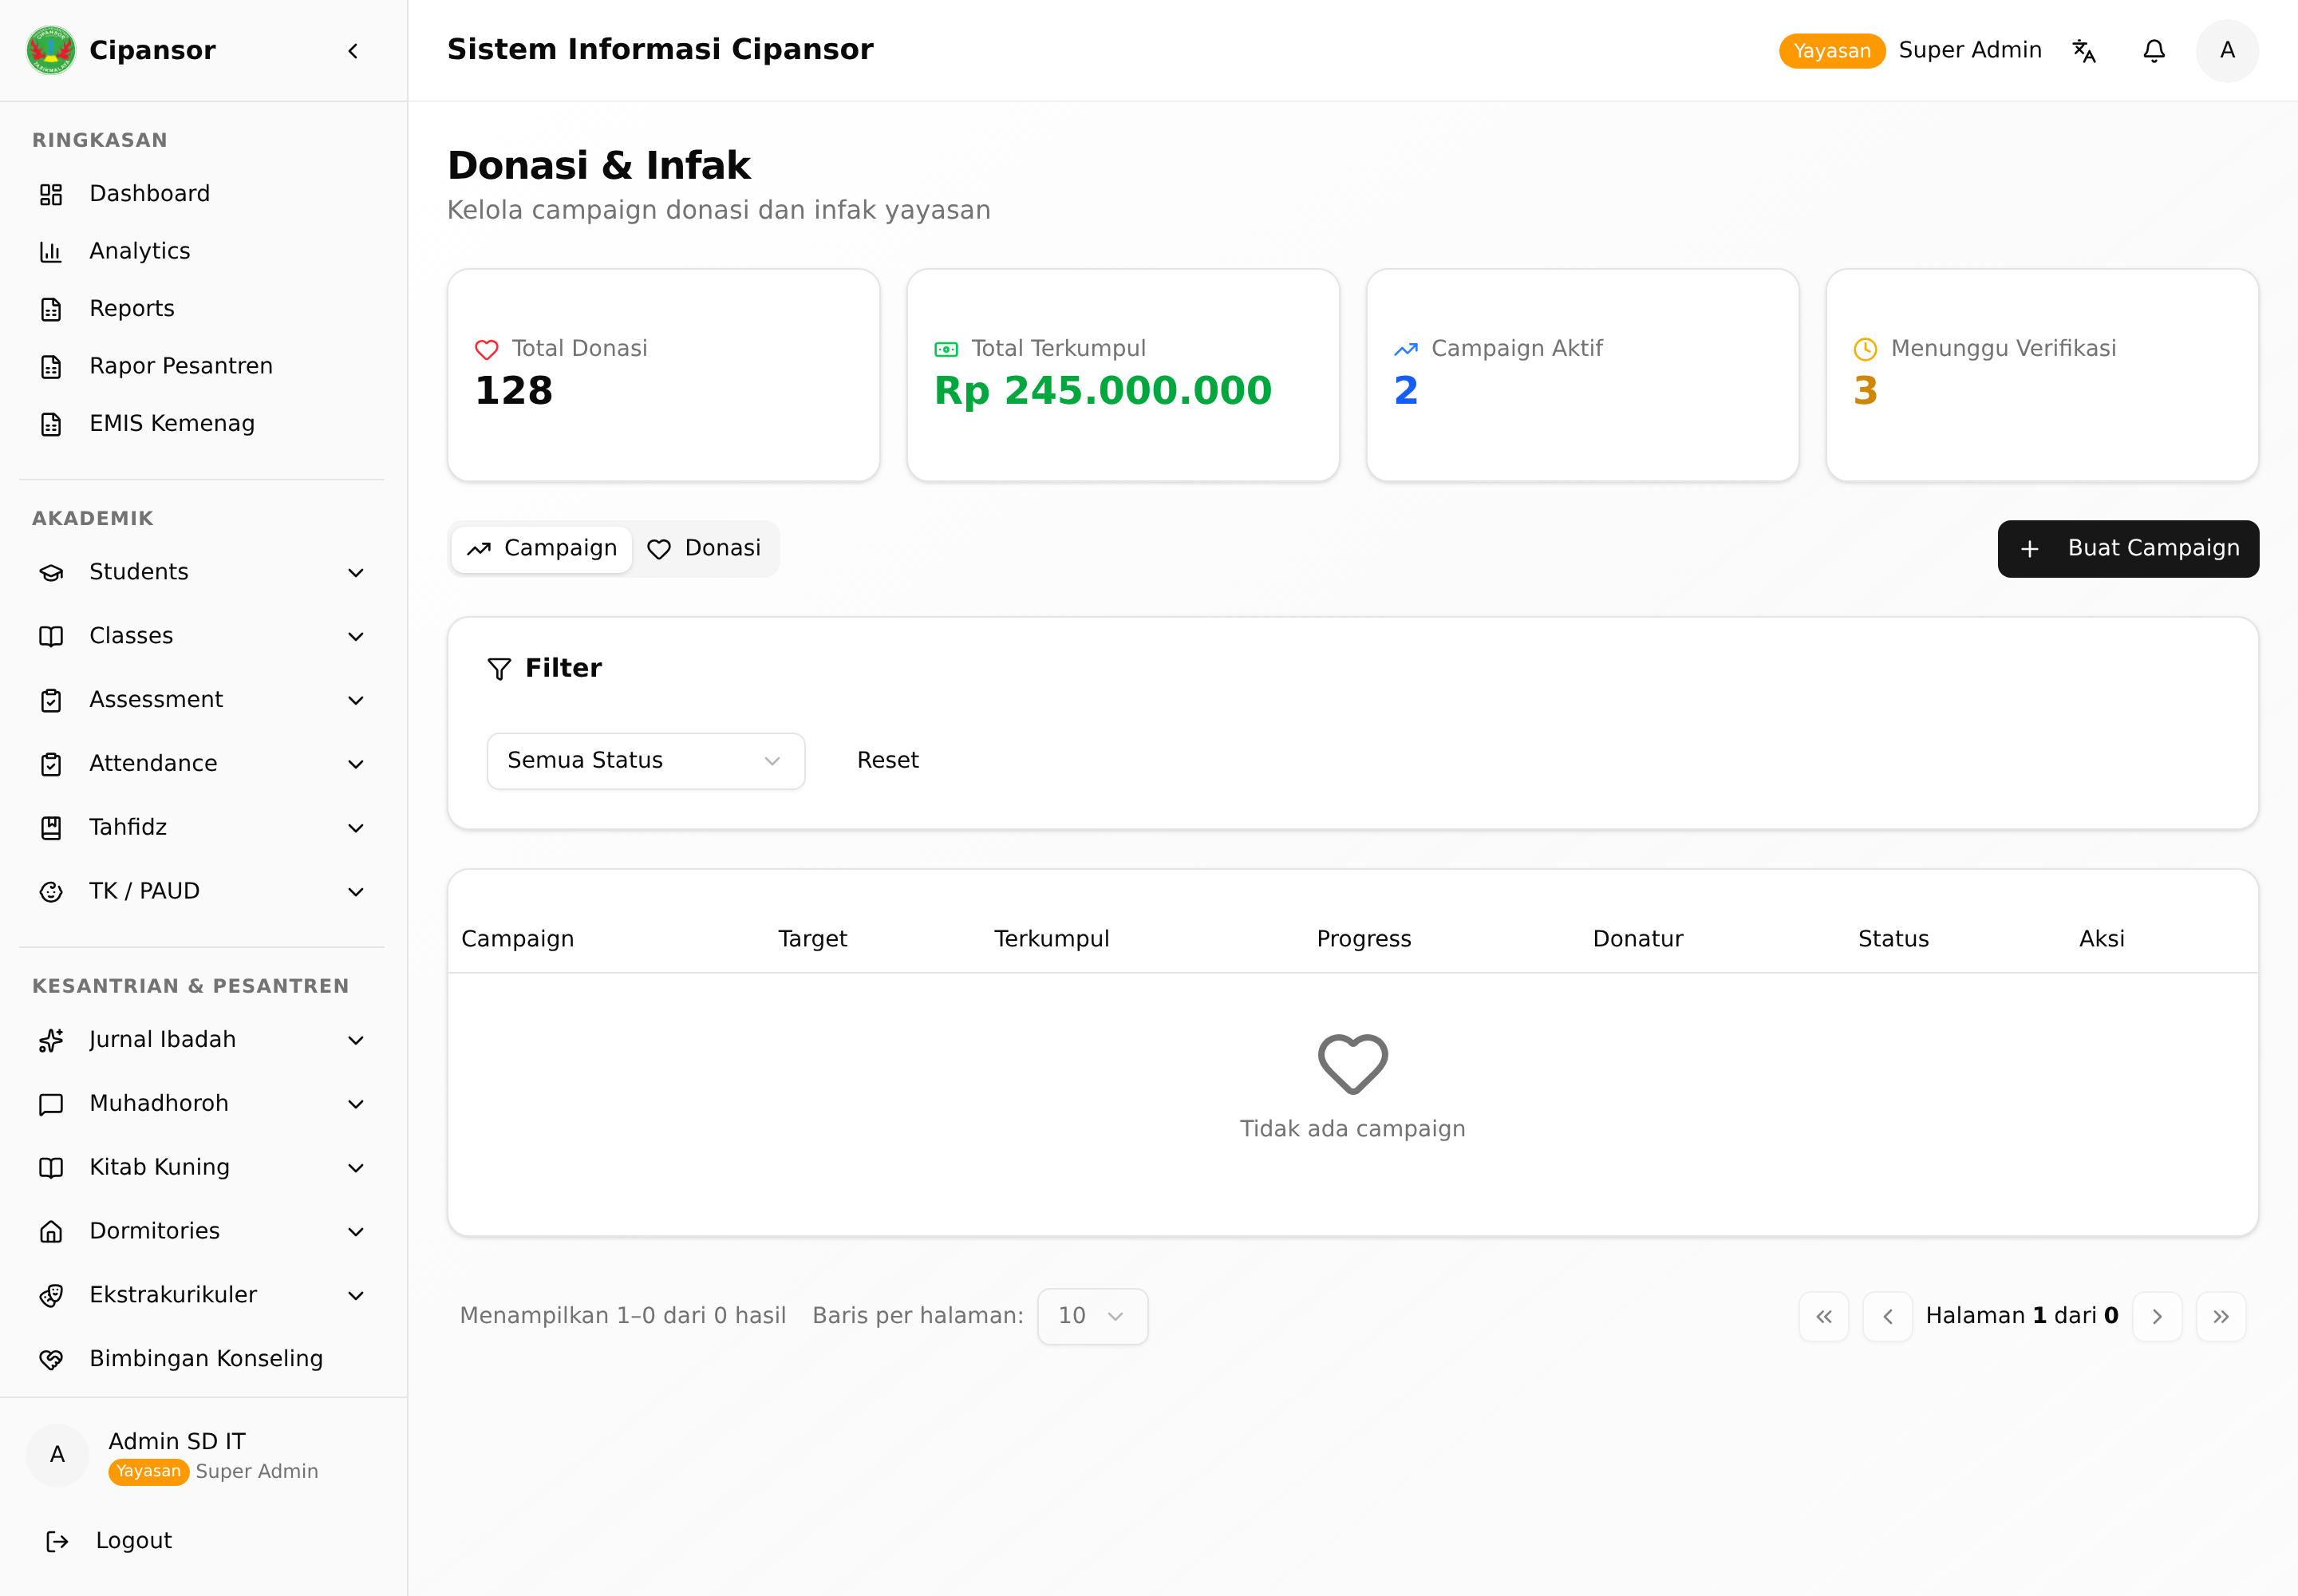 Cipansor
Sistem Informasi Cipansor
Yayasan Super Admin
A
RINGKASAN
Dashboard
Analytics
Reports
Rapor Pesantren
EMIS Kemenag
AKADEMIK
Students
Classes
Assessment
Attendance
Tahfidz
TK / PAUD
KESANTRIAN & PESANTREN
Jurnal Ibadah
Muhadhoroh
Kitab Kuning
Dormitories
Ekstrakurikuler
Bimbingan Konseling
A
Admin SD IT
Yayasan Super Admin
Logout
Donasi & Infak
Kelola campaign donasi dan infak yayasan
Total Donasi
128
Total Terkumpul
Rp 245.000.000
Campaign Aktif
2
Menunggu Verifikasi
3
Campaign Donasi
+ Buat Campaign
Filter
Semua Status Reset
Campaign Target Terkumpul Progress Donatur Status Aksi
Tidak ada campaign
Menampilkan 1–0 dari 0 hasil Baris per halaman: 10 Halaman 1 dari 0